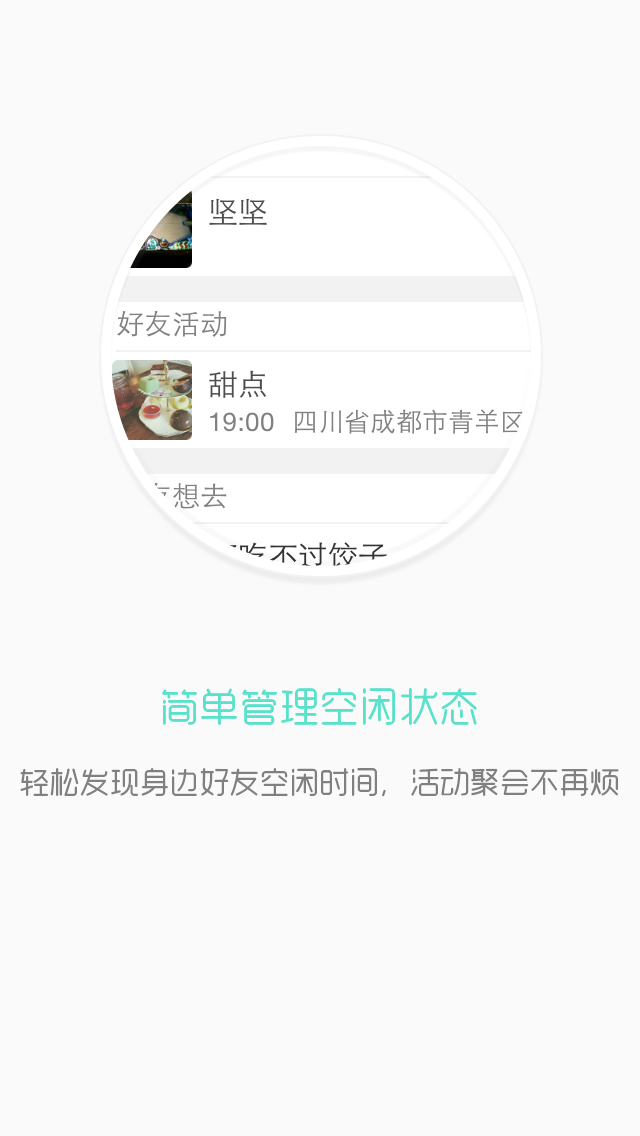 坚坚
好友活动
甜点
19:00 四川省成都市青羊区
友想去
吃不过饺子
简单管理空闲状态
轻松发现身边好友空闲时间，活动聚会不再烦